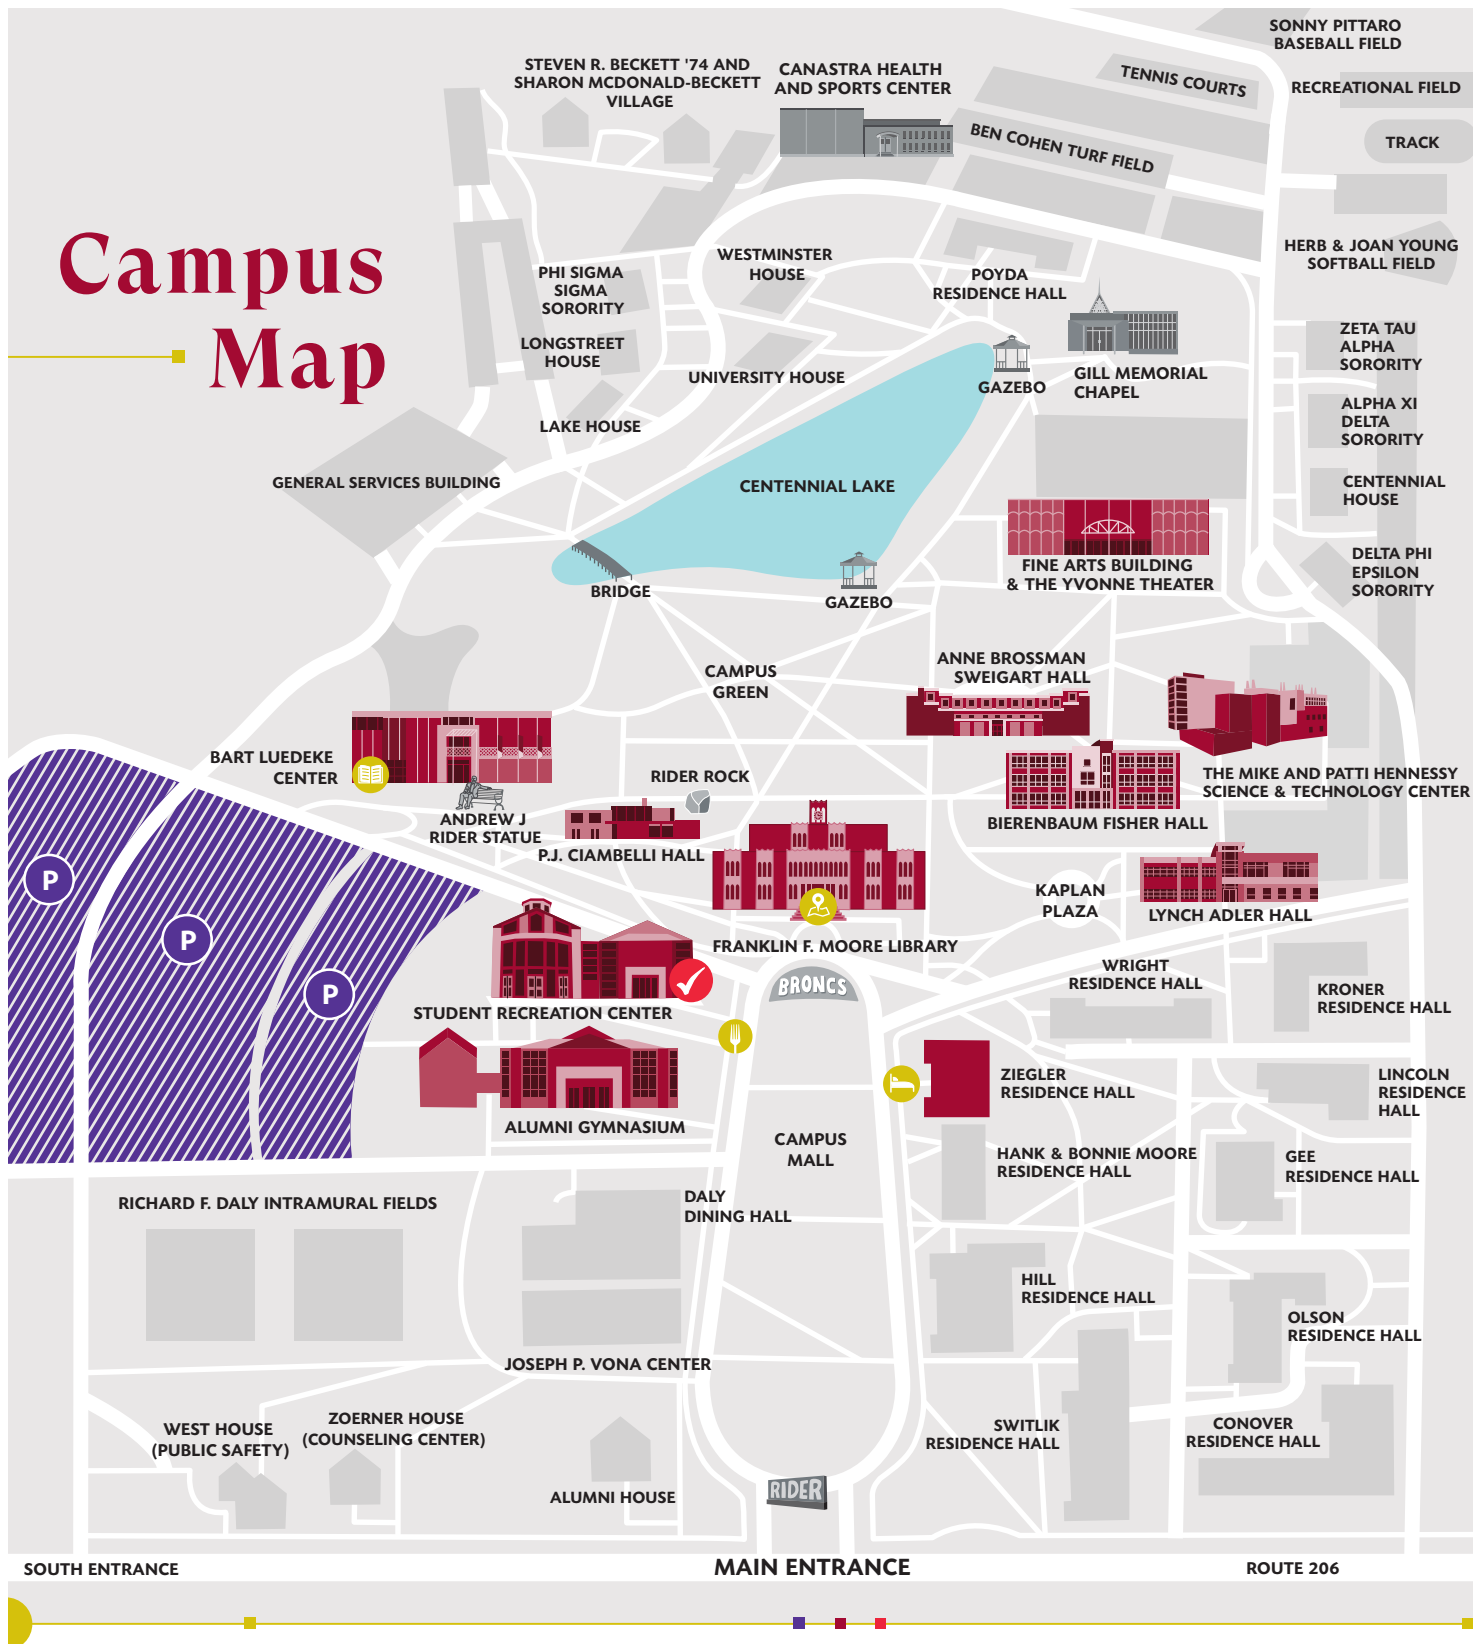 SONNY PITTARO
BASEBALL FIELD
STEVEN R. BECKETT '74 AND
SHARON MCDONALD-BECKETT
VILLAGE
CANASTRA HEALTH
AND SPORTS CENTER
TENNIS COURTS
RECREATIONAL FIELD
BEN COHEN TURF FIELD
TRACK
Campus
Map
WESTMINSTER
HOUSE
HERB & JOAN YOUNG
SOFTBALL FIELD
PHI SIGMA
SIGMA
SORORITY
POYDA
RESIDENCE HALL
LONGSTREET
HOUSE
ZETA TAU
ALPHA
SORORITY
UNIVERSITY HOUSE
GAZEBO
GILL MEMORIAL
CHAPEL
LAKE HOUSE
ALPHA XI
DELTA
SORORITY
GENERAL SERVICES BUILDING
CENTENNIAL LAKE
CENTENNIAL
HOUSE
FINE ARTS BUILDING
& THE YVONNE THEATER
DELTA PHI
EPSILON
SORORITY
BRIDGE
GAZEBO
CAMPUS
GREEN
ANNE BROSSMAN
SWEIGART HALL
BART LUEDEKE
CENTER
RIDER ROCK
THE MIKE AND PATTI HENNESSY
SCIENCE & TECHNOLOGY CENTER
ANDREW J
RIDER STATUE
BIERENBAUM FISHER HALL
P.J. CIAMBELLI HALL
P
P
P
KAPLAN
PLAZA
LYNCH ADLER HALL
FRANKLIN F. MOORE LIBRARY
BRONCS
WRIGHT
RESIDENCE HALL
KRONER
RESIDENCE HALL
STUDENT RECREATION CENTER
ZIEGLER
RESIDENCE HALL
LINCOLN
RESIDENCE
HALL
ALUMNI GYMNASIUM
CAMPUS
MALL
HANK & BONNIE MOORE
RESIDENCE HALL
GEE
RESIDENCE HALL
RICHARD F. DALY INTRAMURAL FIELDS
DALY
DINING HALL
HILL
RESIDENCE HALL
OLSON
RESIDENCE HALL
JOSEPH P. VONA CENTER
WEST HOUSE
(PUBLIC SAFETY)
ZOERNER HOUSE
(COUNSELING CENTER)
SWITLIK
RESIDENCE HALL
CONOVER
RESIDENCE HALL
ALUMNI HOUSE
RIDER
SOUTH ENTRANCE
MAIN ENTRANCE
ROUTE 206